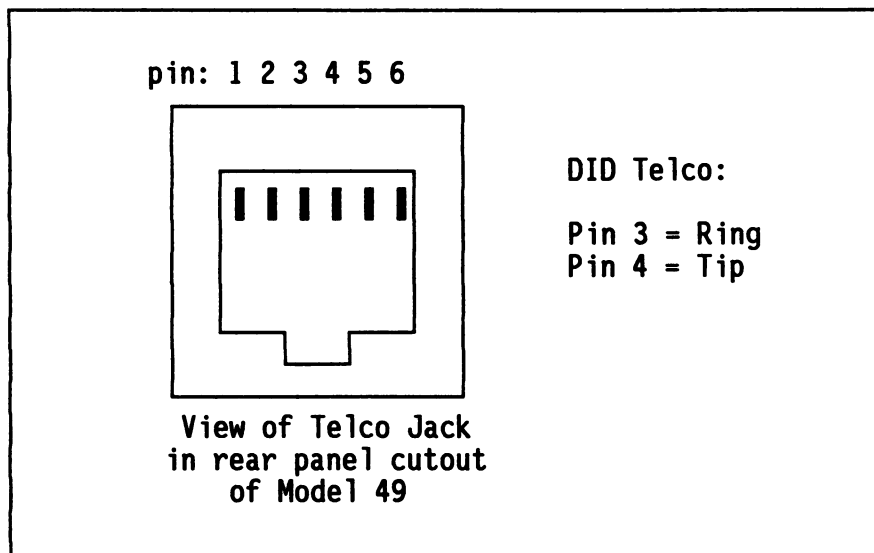 pin: 1 2 3 4 5 6
DID Telco:
Pin 3 = Ring
Pin 4 = Tip
View of Telco Jack
in rear panel cutout
of Model 49